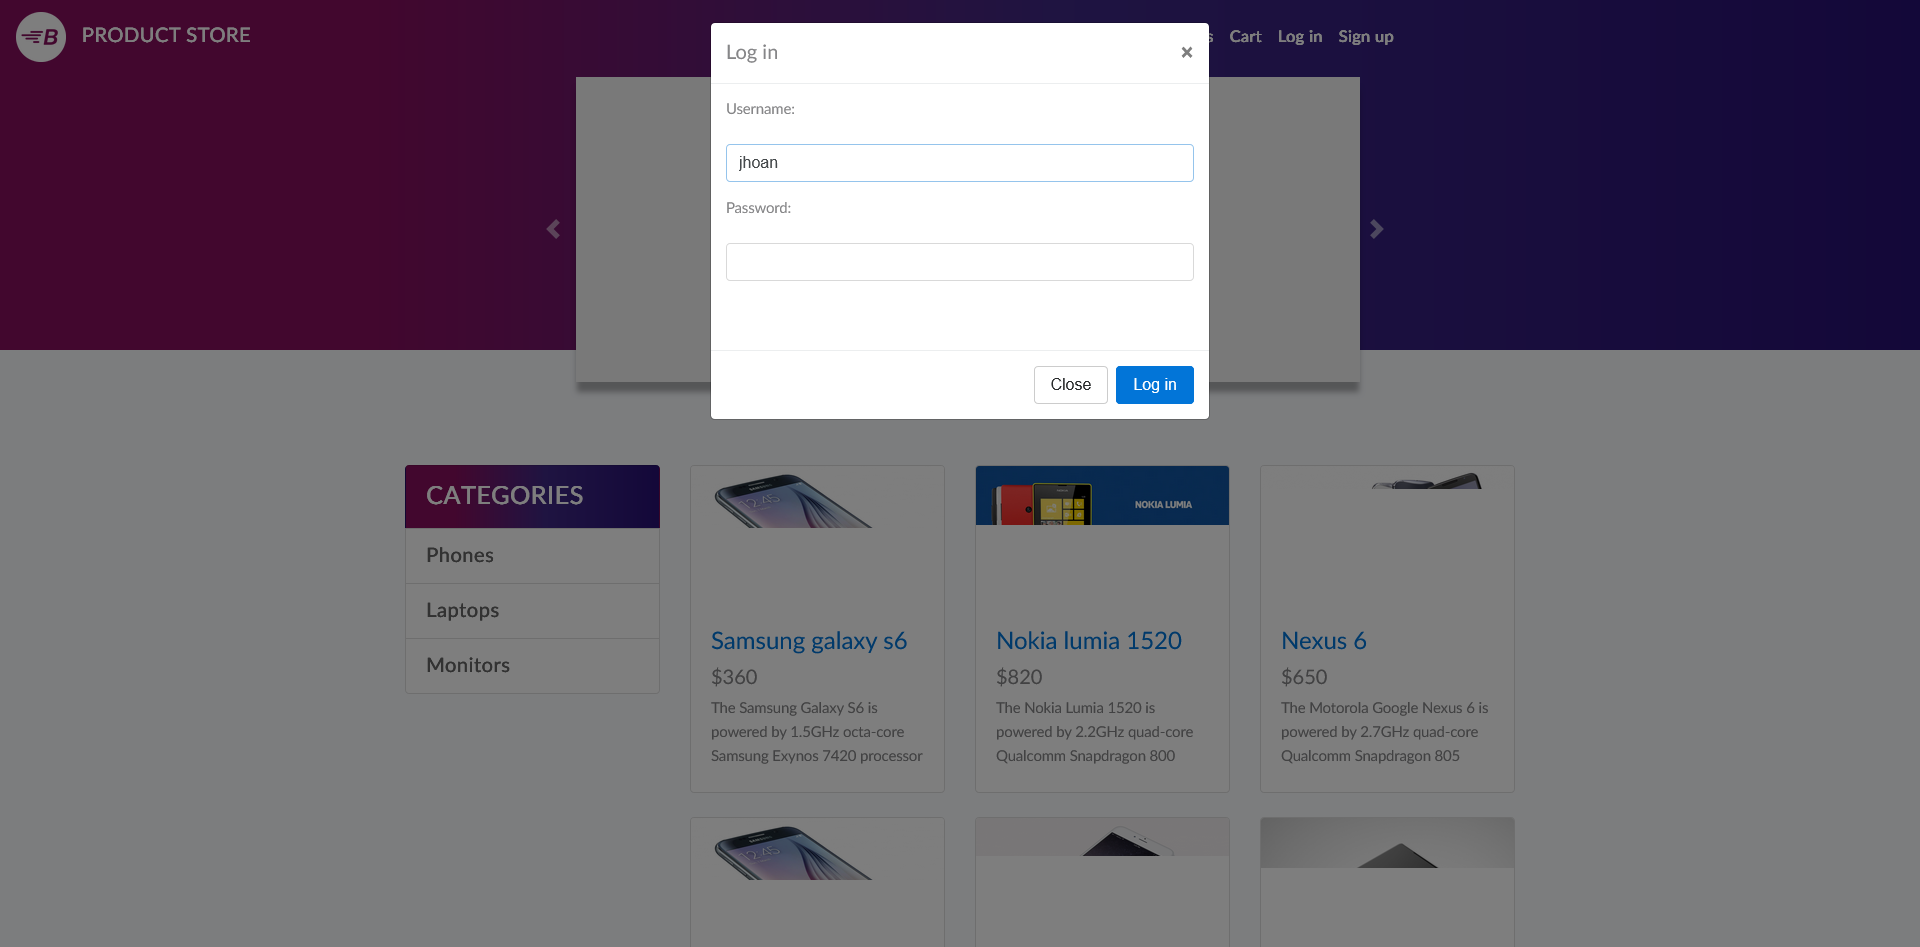 PRODUCT STORE
Log in
×
s
Cart
Log in
Sign up
Username:
jhoan
Password:
Close
Log in
CATEGORIES
Phones
Laptops
Monitors
12:45
NOKIA LUMIA
Samsung galaxy s6
$360
The Samsung Galaxy S6 is
powered by 1.5GHz octa-core
Samsung Exynos 7420 processor
Nokia lumia 1520
$820
The Nokia Lumia 1520 is
powered by 2.2GHz quad-core
Qualcomm Snapdragon 800
Nexus 6
$650
The Motorola Google Nexus 6 is
powered by 2.7GHz quad-core
Qualcomm Snapdragon 805
12:45